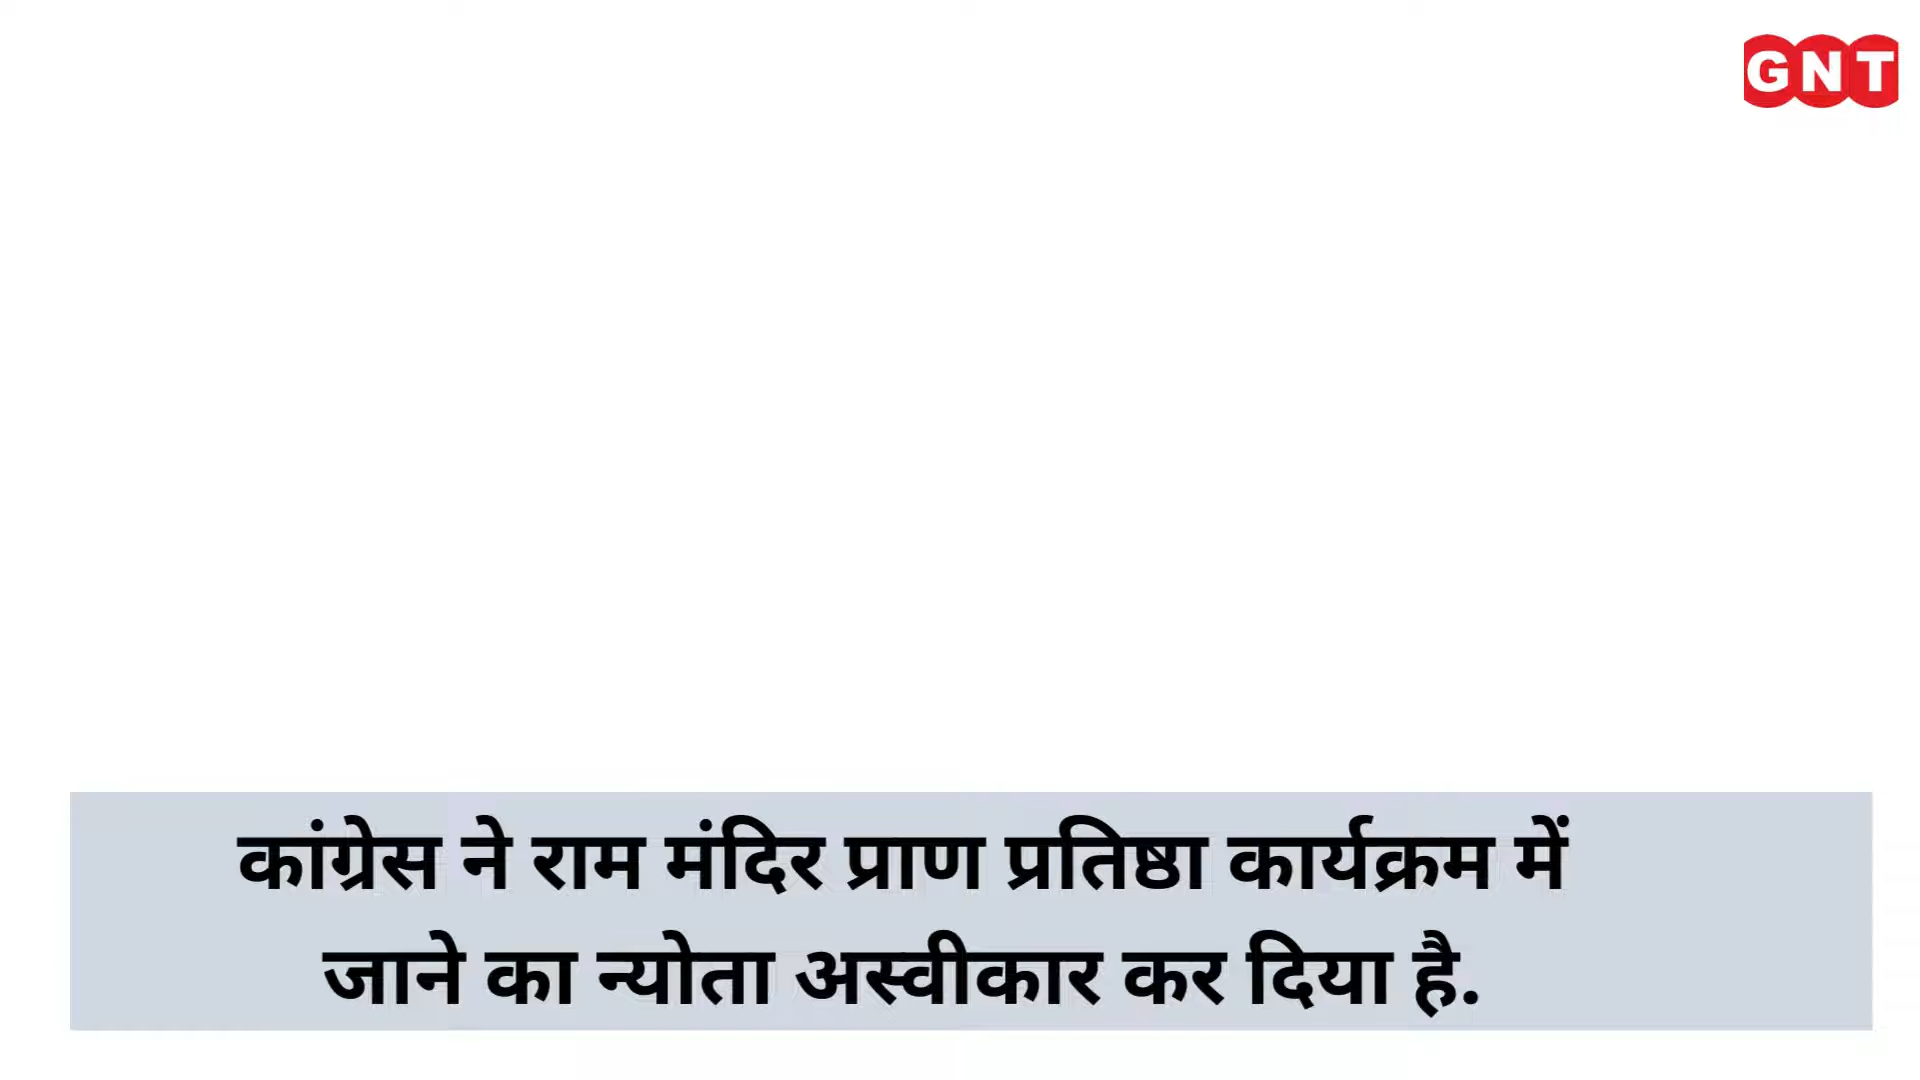 GNT
कांग्रेस ने राम मंदिर प्राण प्रतिष्ठा कार्यक्रम में
जाने का न्योता अस्वीकार कर दिया है.